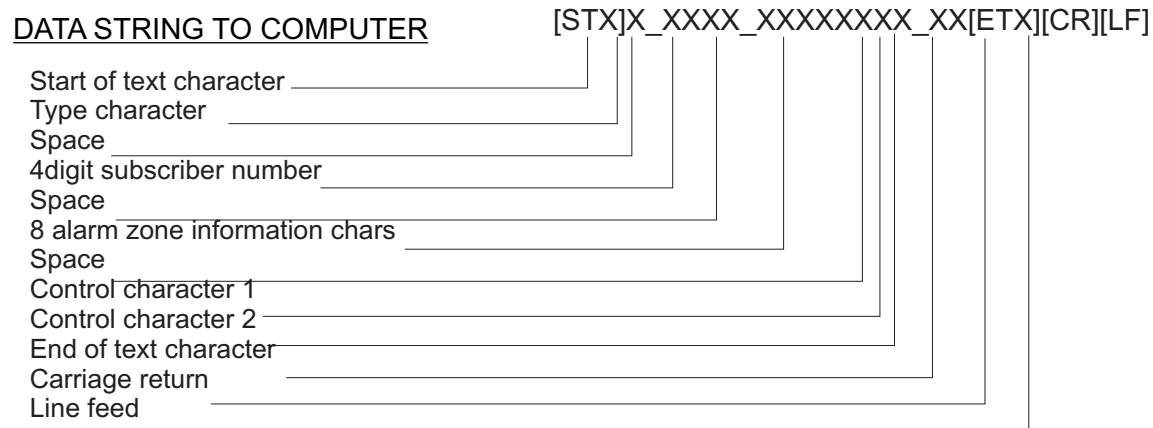 DATA STRING TO COMPUTER
[STX]X_XXXX_XXXXXXXX_XX[ETX][CR][LF]
Start of text character
Type character
Space
4digit subscriber number
Space
8 alarm zone information chars
Space
Control character 1
Control character 2
End of text character
Carriage return
Line feed